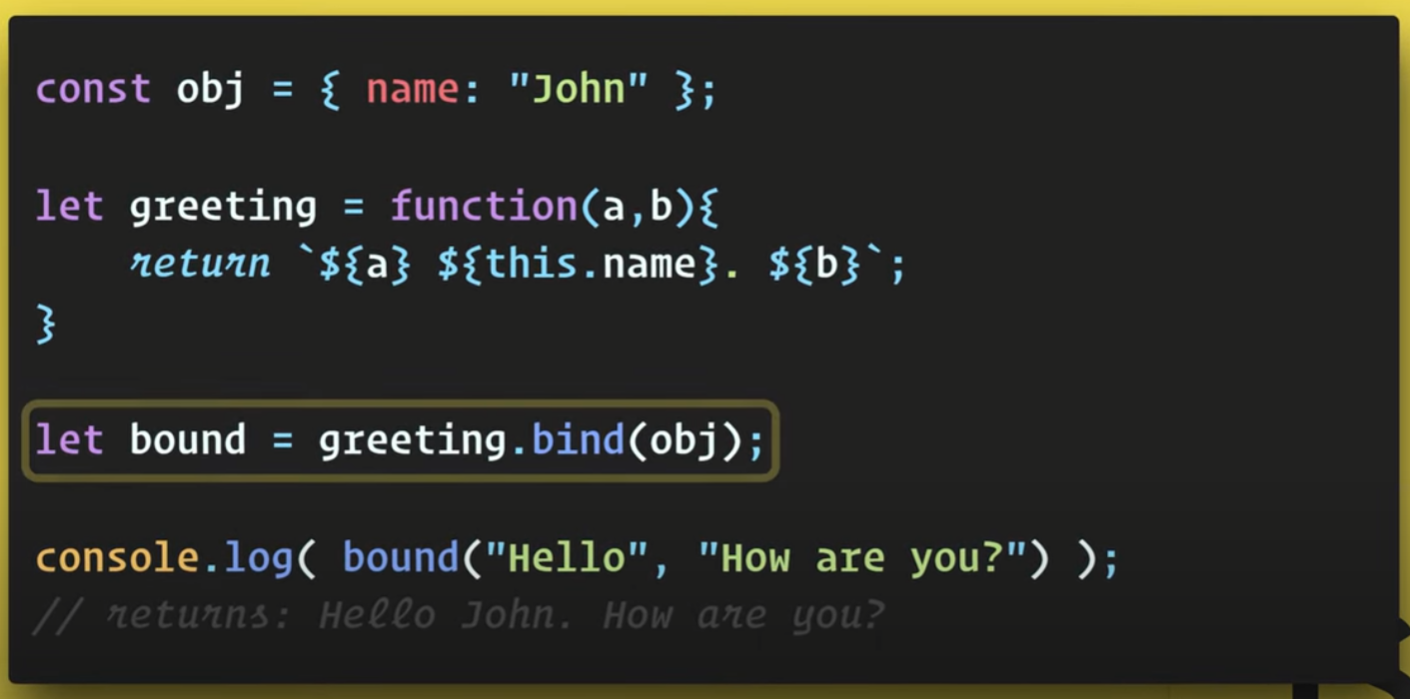 const obj = { name: "John" };
let greeting = function(a,b){
    return `${a} ${this.name}. ${b}`;
}
let bound = greeting.bind(obj);
console.log( bound("Hello", "How are you?") );
// returns: Hello John. How are you?